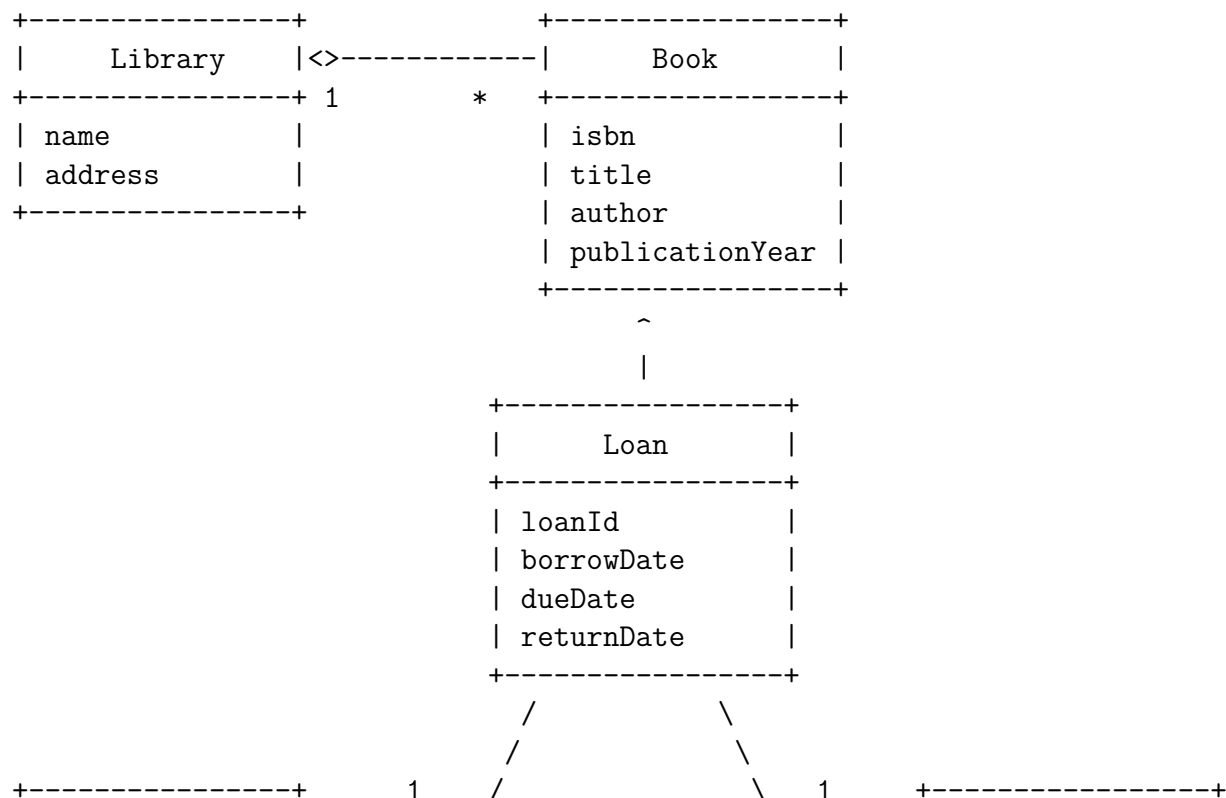 +----------------+             +-----------------+
|     Library    |<>------------|      Book       |
+----------------+ 1        *   +-----------------+
| name           |             | isbn            |
| address        |             | title           |
+----------------+             | author          |
                               | publicationYear |
                               +-----------------+
                                     ^
                                     |
                            +-----------------+
                            |      Loan       |
                            +-----------------+
                            | loanId          |
                            | borrowDate      |
                            | dueDate         |
                            | returnDate      |
                            +-----------------+
                              /           \
                             /             \
+----------------+      1    /               \   1     +-----------------+